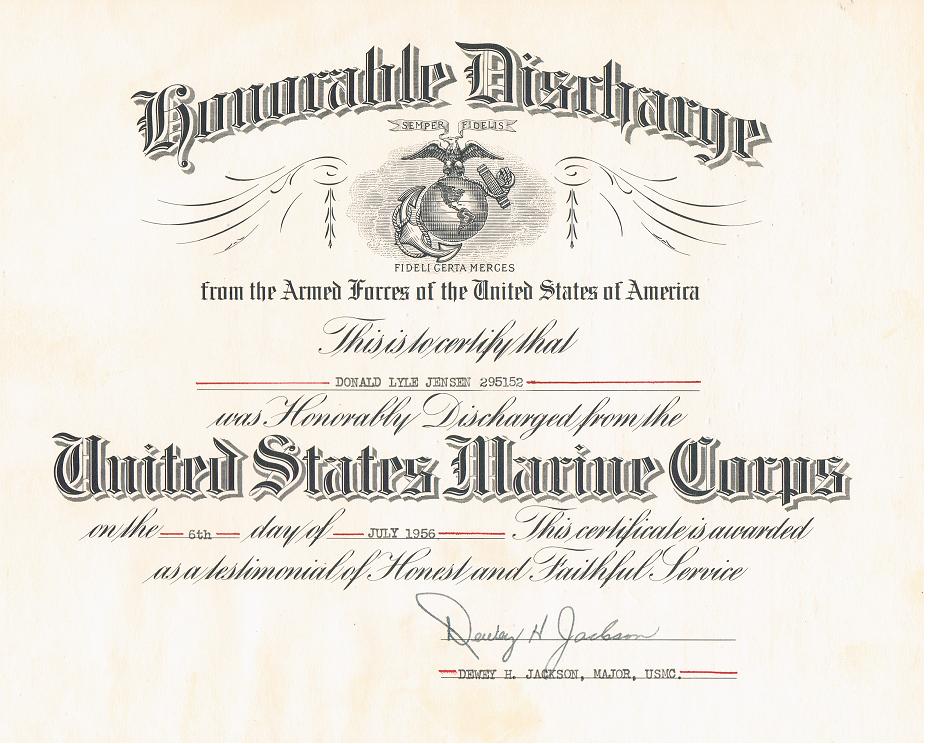 Honorable Discharge
SEMPER FIDELIS
FIDELI CERTA MERCES
from the Armed Forces of the United States of America
This is to certify that
DONALD LYLE JENSEN 295152
was Honorably Discharged from the
United States Marine Corps
on the 6th day of JULY 1956 This certificate is awarded
as a testimonial of Honest and Faithful Service
Dewey H Jackson
DEWEY H. JACKSON, MAJOR, USMC.